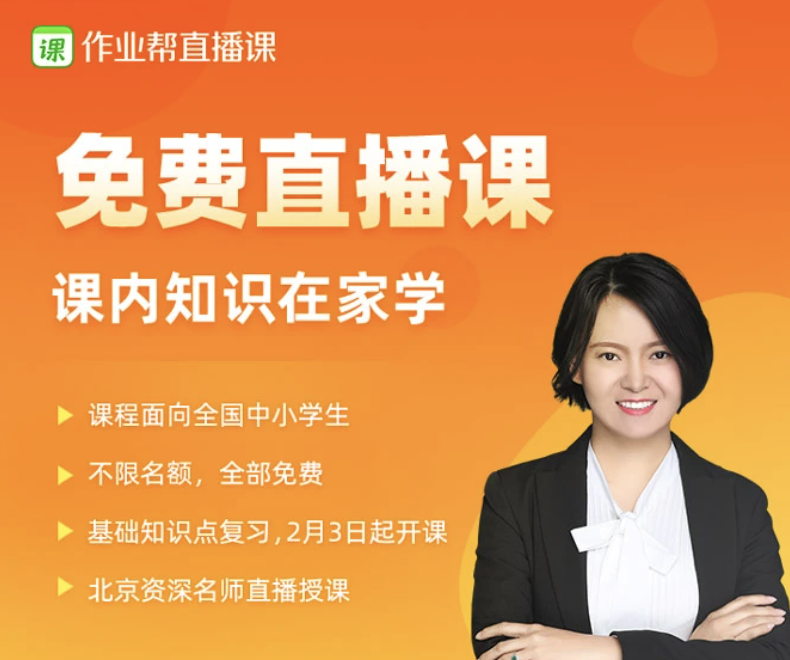 课 作业帮直播课
免费直播课
课内知识在家学
课程面向全国中小学生
不限名额，全部免费
基础知识点复习，2月3日起开课
北京资深名师直播授课